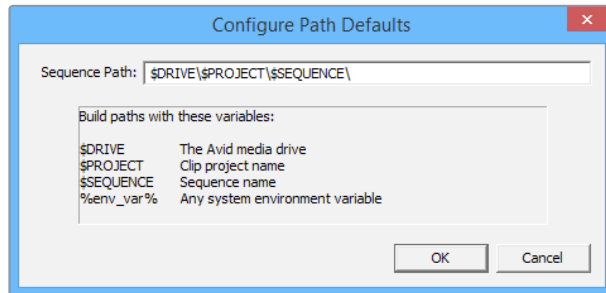 Configure Path Defaults
Sequence Path: $DRIVE\$PROJECT\$SEQUENCE\
Build paths with these variables:
$DRIVE The Avid media drive
$PROJECT Clip project name
$SEQUENCE Sequence name
%env_var% Any system environment variable
OK Cancel